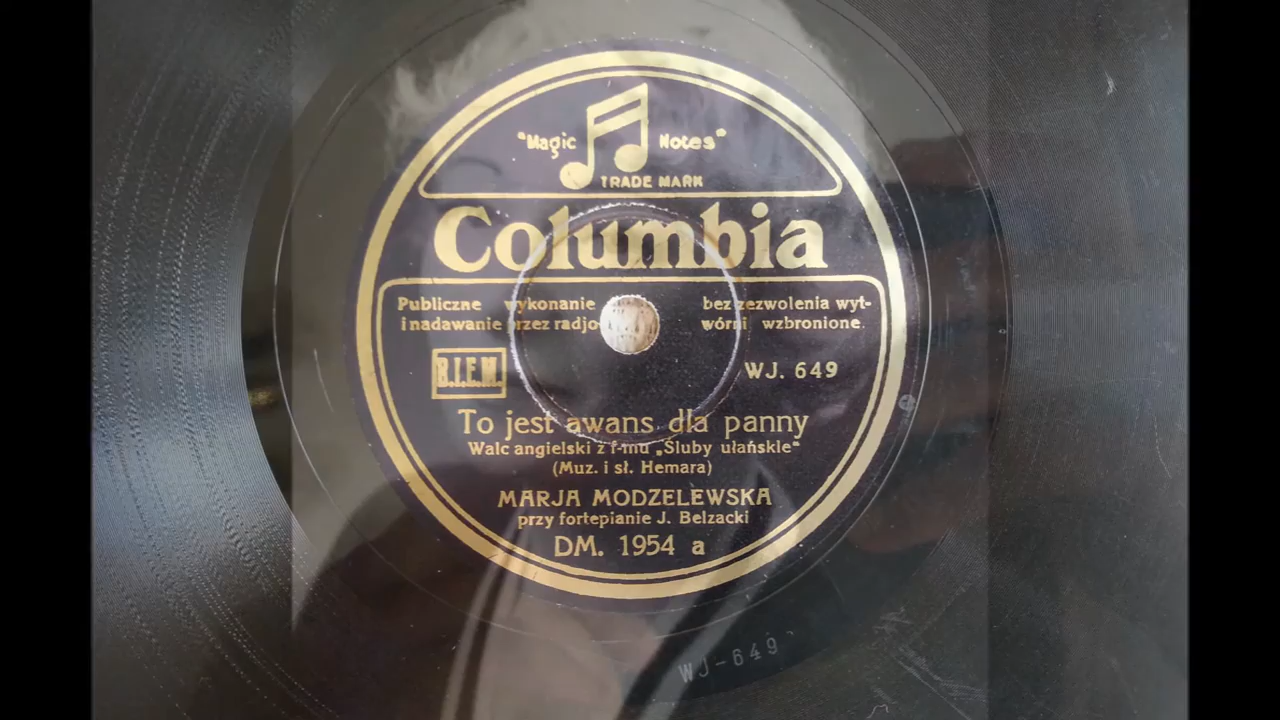 "Magic Notes"
TRADE MARK
Columbia
Publiczne wykonanie bez zezwolenia wyt-
i nadawanie przez radjo wórni wzbronione.
B.I.E.M. WJ. 649
To jest awans dla panny
Walc angielski z f-mu „Śluby ułańskie"
(Muz. i sł. Hemara)
MARJA MODZELEWSKA
przy fortepianie J. Belzacki
DM. 1954 a
WJ-649